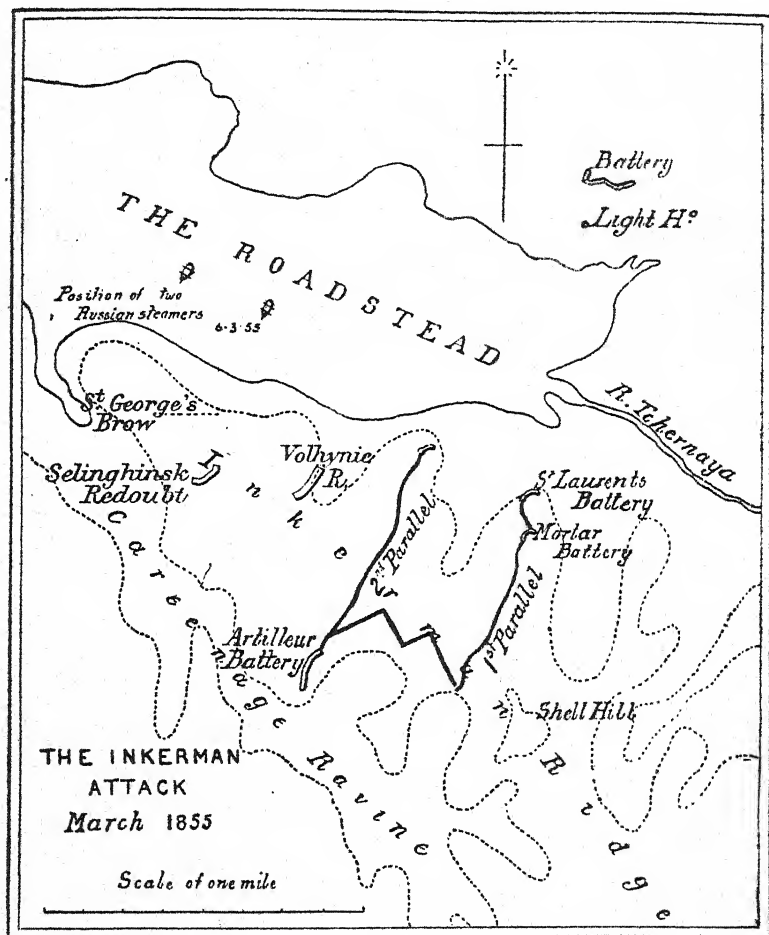 Battery
Light Hº
THE ROADSTEAD
Position of two
Russian steamers
6-3-55
R. Tchernaya
St George's
Brow
Selinghinsk
Redoubt
Volhynie
R.
St Laurents
Battery
Mortar
Battery
2nd Parallel
1st Parallel
Artilleur
Battery
Shell Hill
Inkerman Ridge
Careenage Ravine
THE INKERMAN
ATTACK
March 1855
Scale of one mile